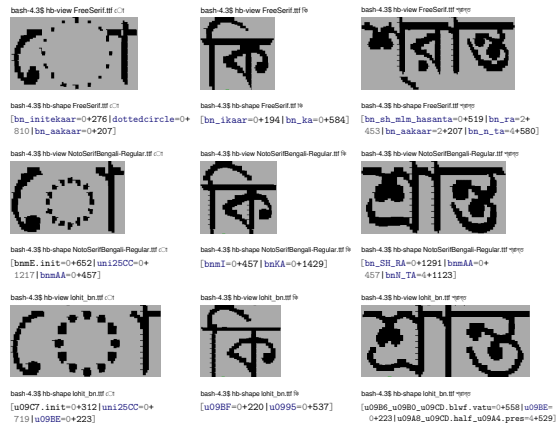 bash-4.3$ hb-view FreeSerif.ttf ো
ো
bash-4.3$ hb-shape FreeSerif.ttf ো
[bn_initekaar=0+276|dottedcircle=0+
810|bn_aakaar=0+207]
bash-4.3$ hb-view FreeSerif.ttf কি
কি
bash-4.3$ hb-shape FreeSerif.ttf কি
[bn_ikaar=0+194|bn_ka=0+584]
bash-4.3$ hb-view FreeSerif.ttf শ্রান্ত
শ্রান্ত
bash-4.3$ hb-shape FreeSerif.ttf শ্রান্ত
[bn_sh_mlm_hasanta=0+519|bn_ra=2+
453|bn_aakaar=2+207|bn_n_ta=4+580]
bash-4.3$ hb-view NotoSerifBengali-Regular.ttf ো
ো
bash-4.3$ hb-shape NotoSerifBengali-Regular.ttf ো
[bnmE.init=0+652|uni25CC=0+
1217|bnmAA=0+457]
bash-4.3$ hb-view NotoSerifBengali-Regular.ttf কি
কি
bash-4.3$ hb-shape NotoSerifBengali-Regular.ttf কি
[bnmI=0+457|bnKA=0+1429]
bash-4.3$ hb-view NotoSerifBengali-Regular.ttf শ্রান্ত
শ্রান্ত
bash-4.3$ hb-shape NotoSerifBengali-Regular.ttf শ্রান্ত
[bn_SH_RA=0+1291|bnmAA=0+
457|bnN_TA=4+1123]
bash-4.3$ hb-view lohit_bn.ttf ো
ো
bash-4.3$ hb-shape lohit_bn.ttf ো
[u09C7.init=0+312|uni25CC=0+
719|u09BE=0+223]
bash-4.3$ hb-view lohit_bn.ttf কি
কি
bash-4.3$ hb-shape lohit_bn.ttf কি
[u09BF=0+220|u0995=0+537]
bash-4.3$ hb-view lohit_bn.ttf শ্রান্ত
শ্রান্ত
bash-4.3$ hb-shape lohit_bn.ttf শ্রান্ত
[u09B6_u09B0_u09CD.blwf.vatu=0+558|u09BE=
0+223|u09A8_u09CD.half_u09A4.pres=4+529]